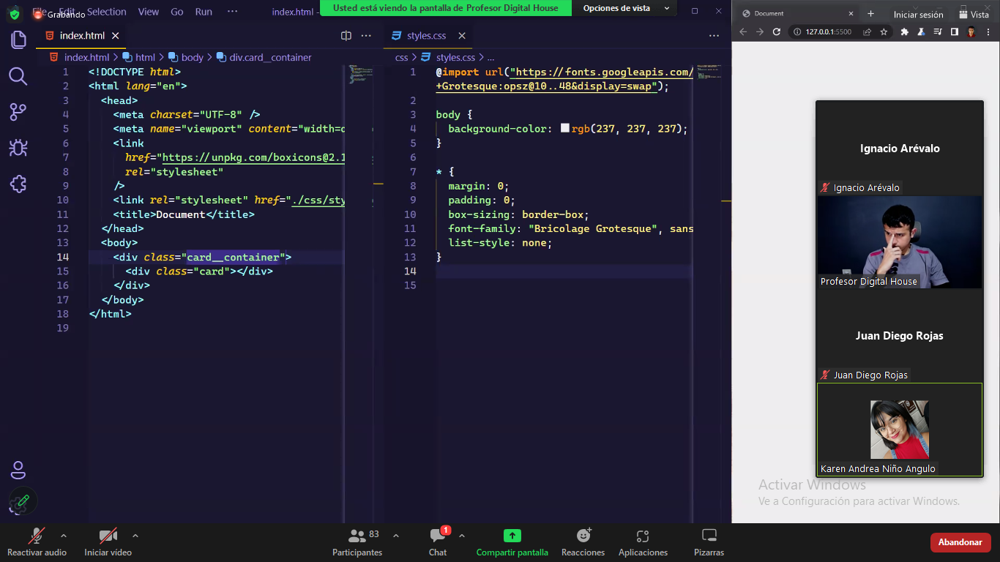 File Edit Selection View Go Run ··· index.html -
Grabando
Usted está viendo la pantalla de Profesor Digital House
Opciones de vista
index.html
index.html > html > body > div.card__container
1 <!DOCTYPE html>
2 <html lang="en">
3 <head>
4 <meta charset="UTF-8" />
5 <meta name="viewport" content="width=d
6 <link
7 href="https://unpkg.com/boxicons@2.1
8 rel="stylesheet"
9 />
10 <link rel="stylesheet" href="./css/sty
11 <title>Document</title>
12 </head>
13 <body>
14 <div class="card__container">
15 <div class="card"></div>
16 </div>
17 </body>
18 </html>
19
styles.css
css > styles.css > ...
1 @import url("https://fonts.googleapis.com/
+Grotesque:opsz@10..48&display=swap");
2
3 body {
4 background-color: rgb(237, 237, 237);
5 }
6
7 * {
8 margin: 0;
9 padding: 0;
10 box-sizing: border-box;
11 font-family: "Bricolage Grotesque", sans
12 list-style: none;
13 }
14
15
Document
Iniciar sesión
Vista
127.0.0.1:5500
Ignacio Arévalo
Ignacio Arévalo
Profesor Digital House
Juan Diego Rojas
Juan Diego Rojas
Karen Andrea Niño Angulo
Activar Windows
Ve a Configuración para activar Windows.
Reactivar audio
Iniciar vídeo
Participantes
83
Chat
1
Compartir pantalla
Reacciones
Aplicaciones
Pizarras
Abandonar